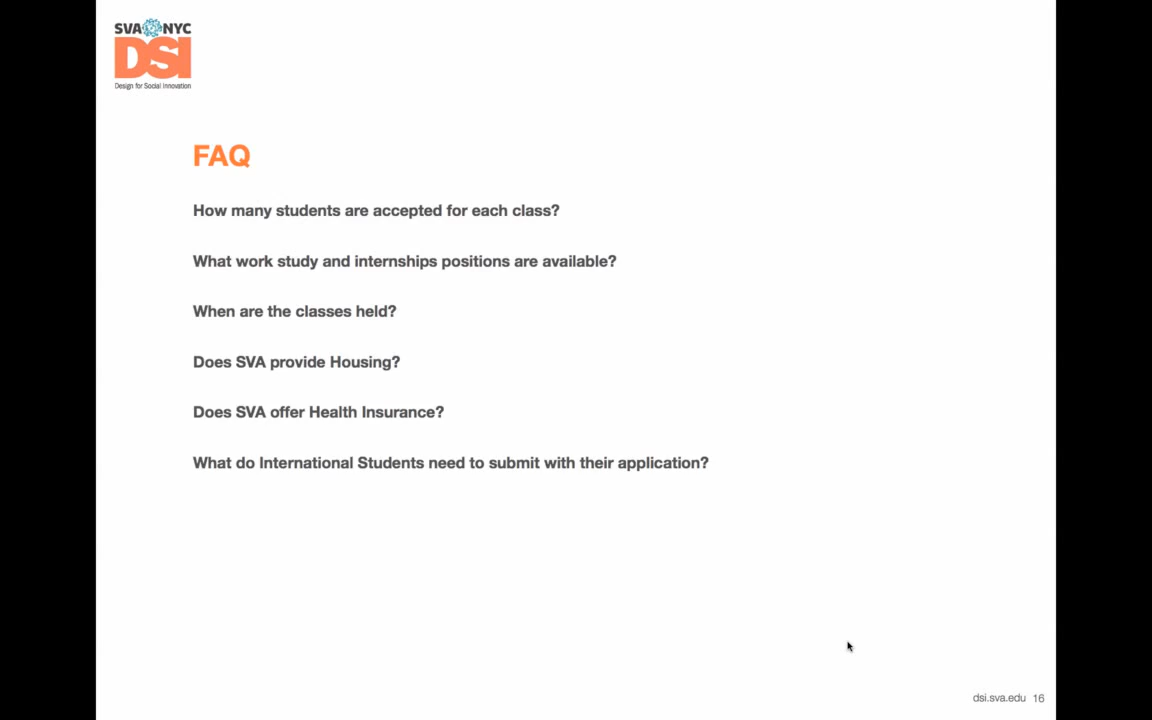 SVA NYC
DSI
Design for Social Innovation
FAQ
How many students are accepted for each class?
What work study and internships positions are available?
When are the classes held?
Does SVA provide Housing?
Does SVA offer Health Insurance?
What do International Students need to submit with their application?
dsi.sva.edu 16